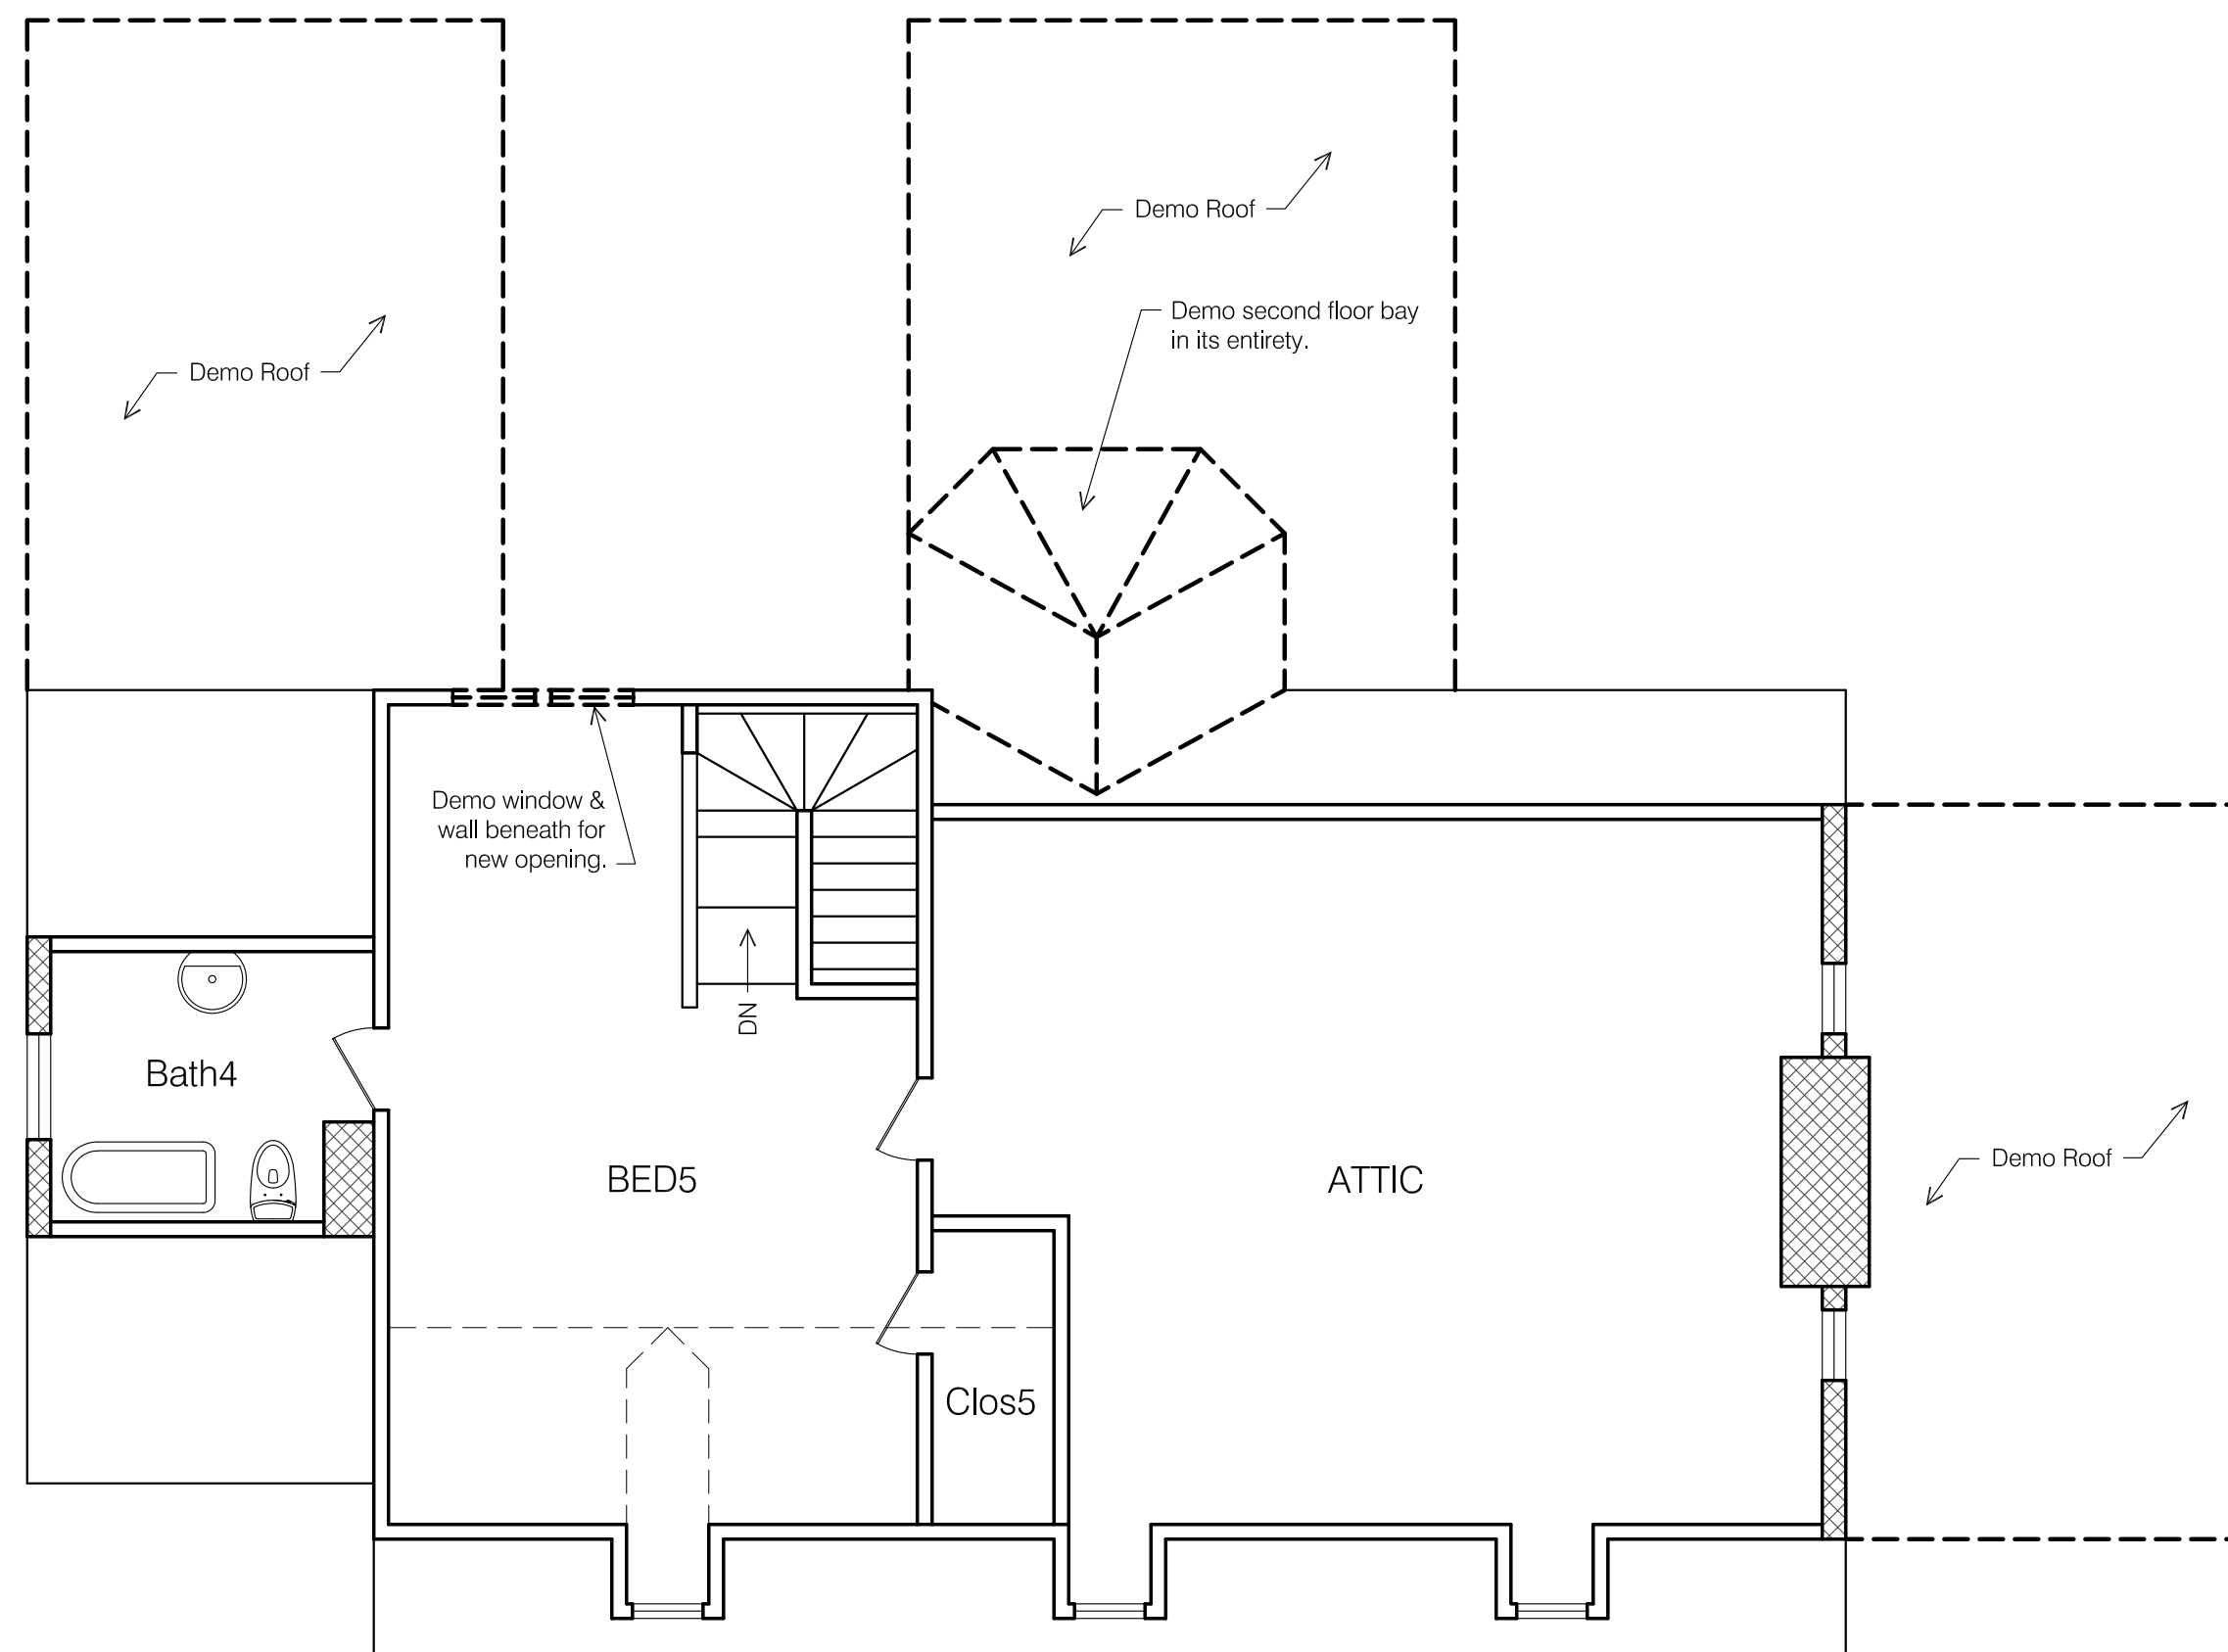 Demo Roof
Demo second floor bay
in its entirety.
Demo Roof
Demo window &
wall beneath for
new opening.
DN
Bath4
BED5
ATTIC
Demo Roof
Clos5